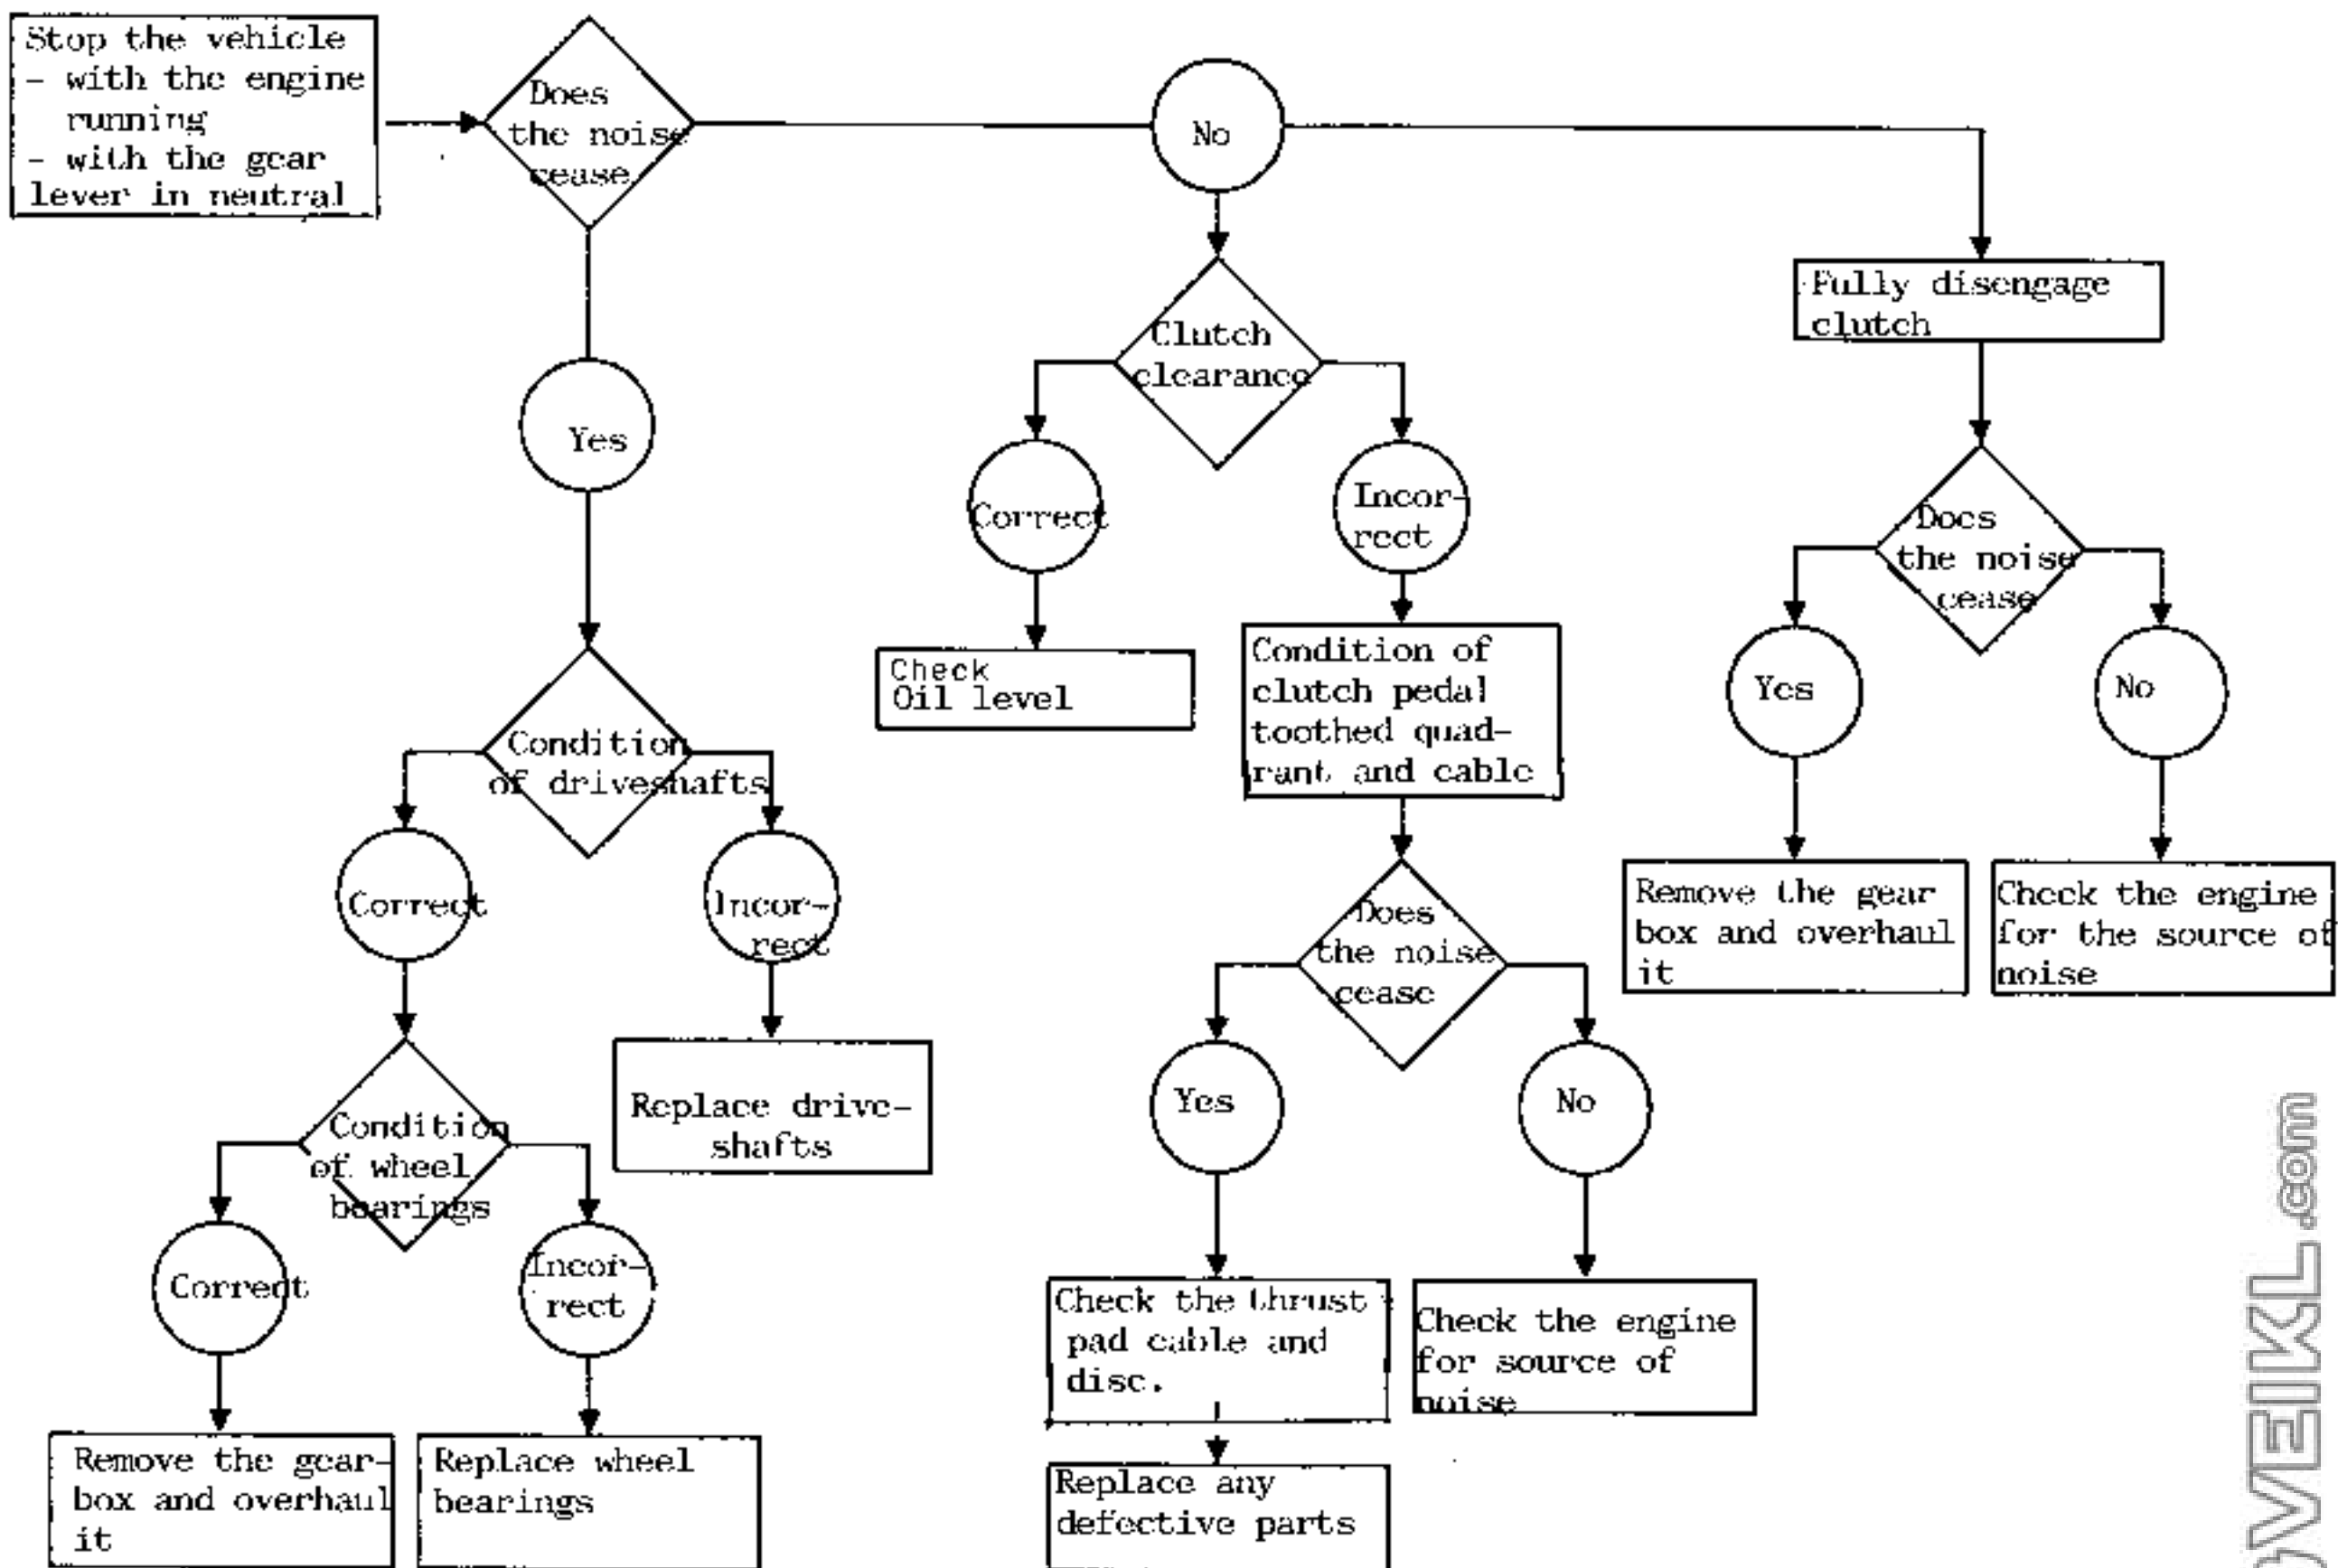 Stop the vehicle
- with the engine
running
- with the gear
lever in neutral
Does
the noise
cease
No
Yes
Clutch
clearance
Fully disengage
clutch
Correct
Incor-
rect
Does
the noise
cease
Check
Oil level
Condition of
clutch pedal
toothed quad-
rant and cable
Yes
No
Condition
of driveshafts
Correct
Incor-
rect
Does
the noise
cease
Remove the gear
box and overhaul
it
Check the engine
for the source of
noise
Condition
of wheel
bearings
Replace drive-
shafts
Yes
No
Correct
Incor-
rect
Check the thrust
pad cable and
disc.
Check the engine
for source of
noise
Remove the gear-
box and overhaul
it
Replace wheel
bearings
Replace any
defective parts
VEIKL.com